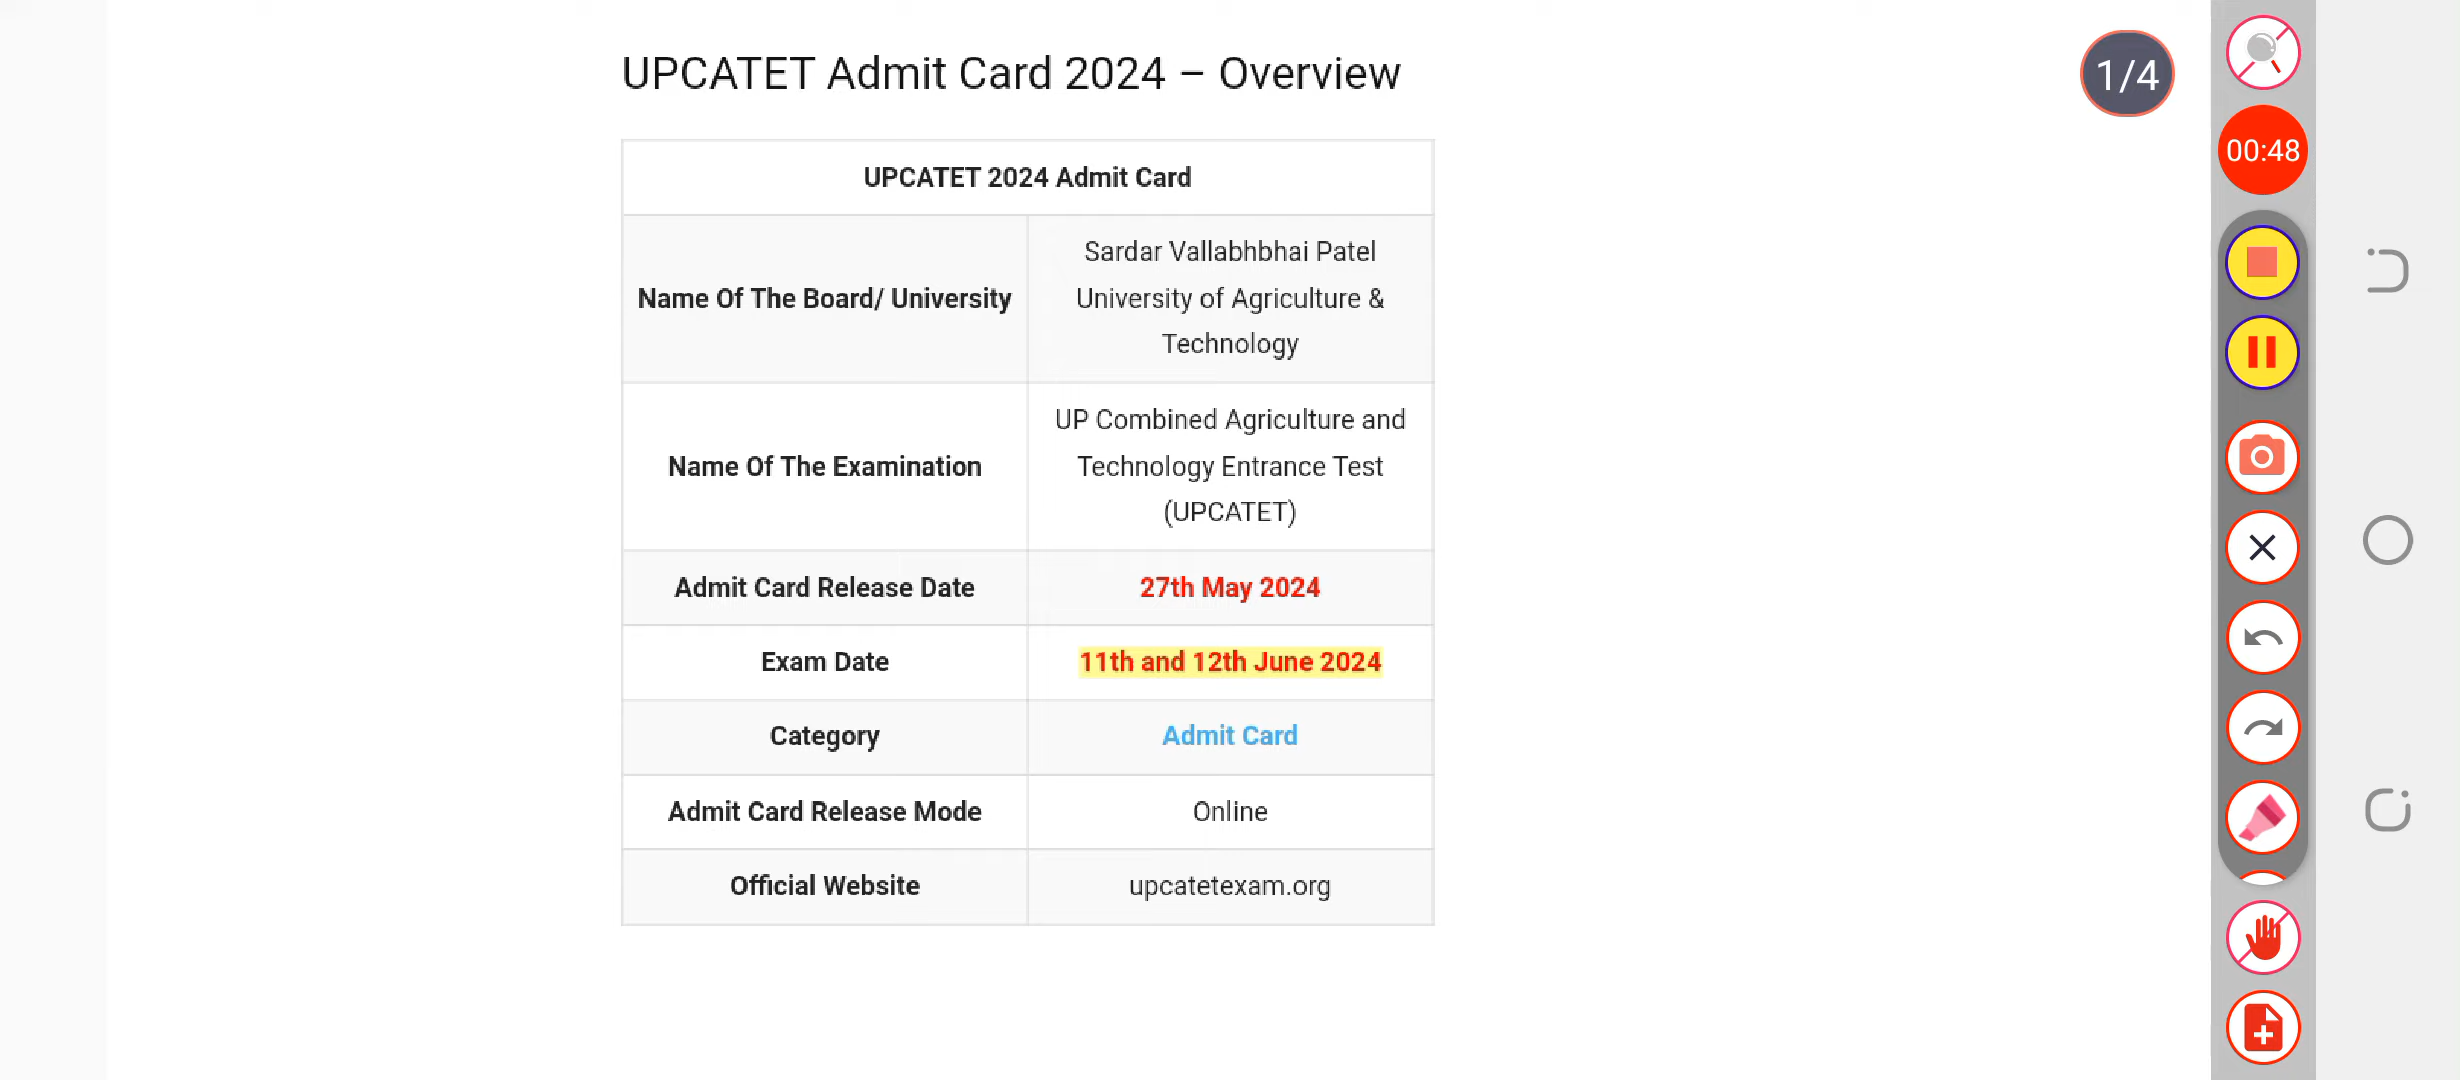 UPCATET Admit Card 2024 – Overview
1/4
00:48
UPCATET 2024 Admit Card
Name Of The Board/ University
Sardar Vallabhbhai Patel
University of Agriculture &
Technology
Name Of The Examination
UP Combined Agriculture and
Technology Entrance Test
(UPCATET)
Admit Card Release Date
27th May 2024
Exam Date
11th and 12th June 2024
Category
Admit Card
Admit Card Release Mode
Online
Official Website
upcatetexam.org